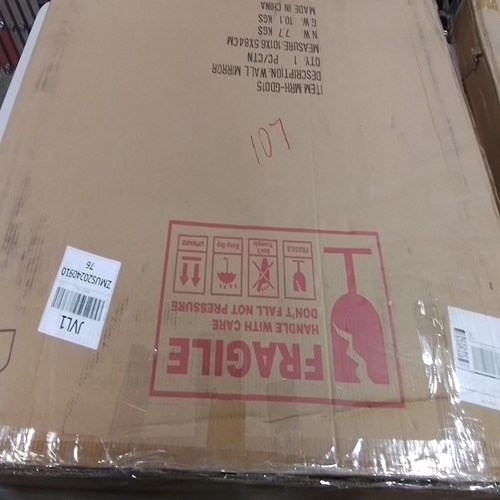 ITEM MRH-GD015
DESCRIPTION: WALL MIRROR
QTY: 1 PC/CTN
MEASURE: 101X6.5X84CM
N.W 7.7 KGS
G.W. 10.1 KGS
MADE IN CHINA
107
FRAGILE
HANDLE WITH CARE
DON'T FALL NOT PRESSURE
FRAGILE
Don't Trample
Keep Dry
UPWARD
JVL1
ZMUS20240910
76